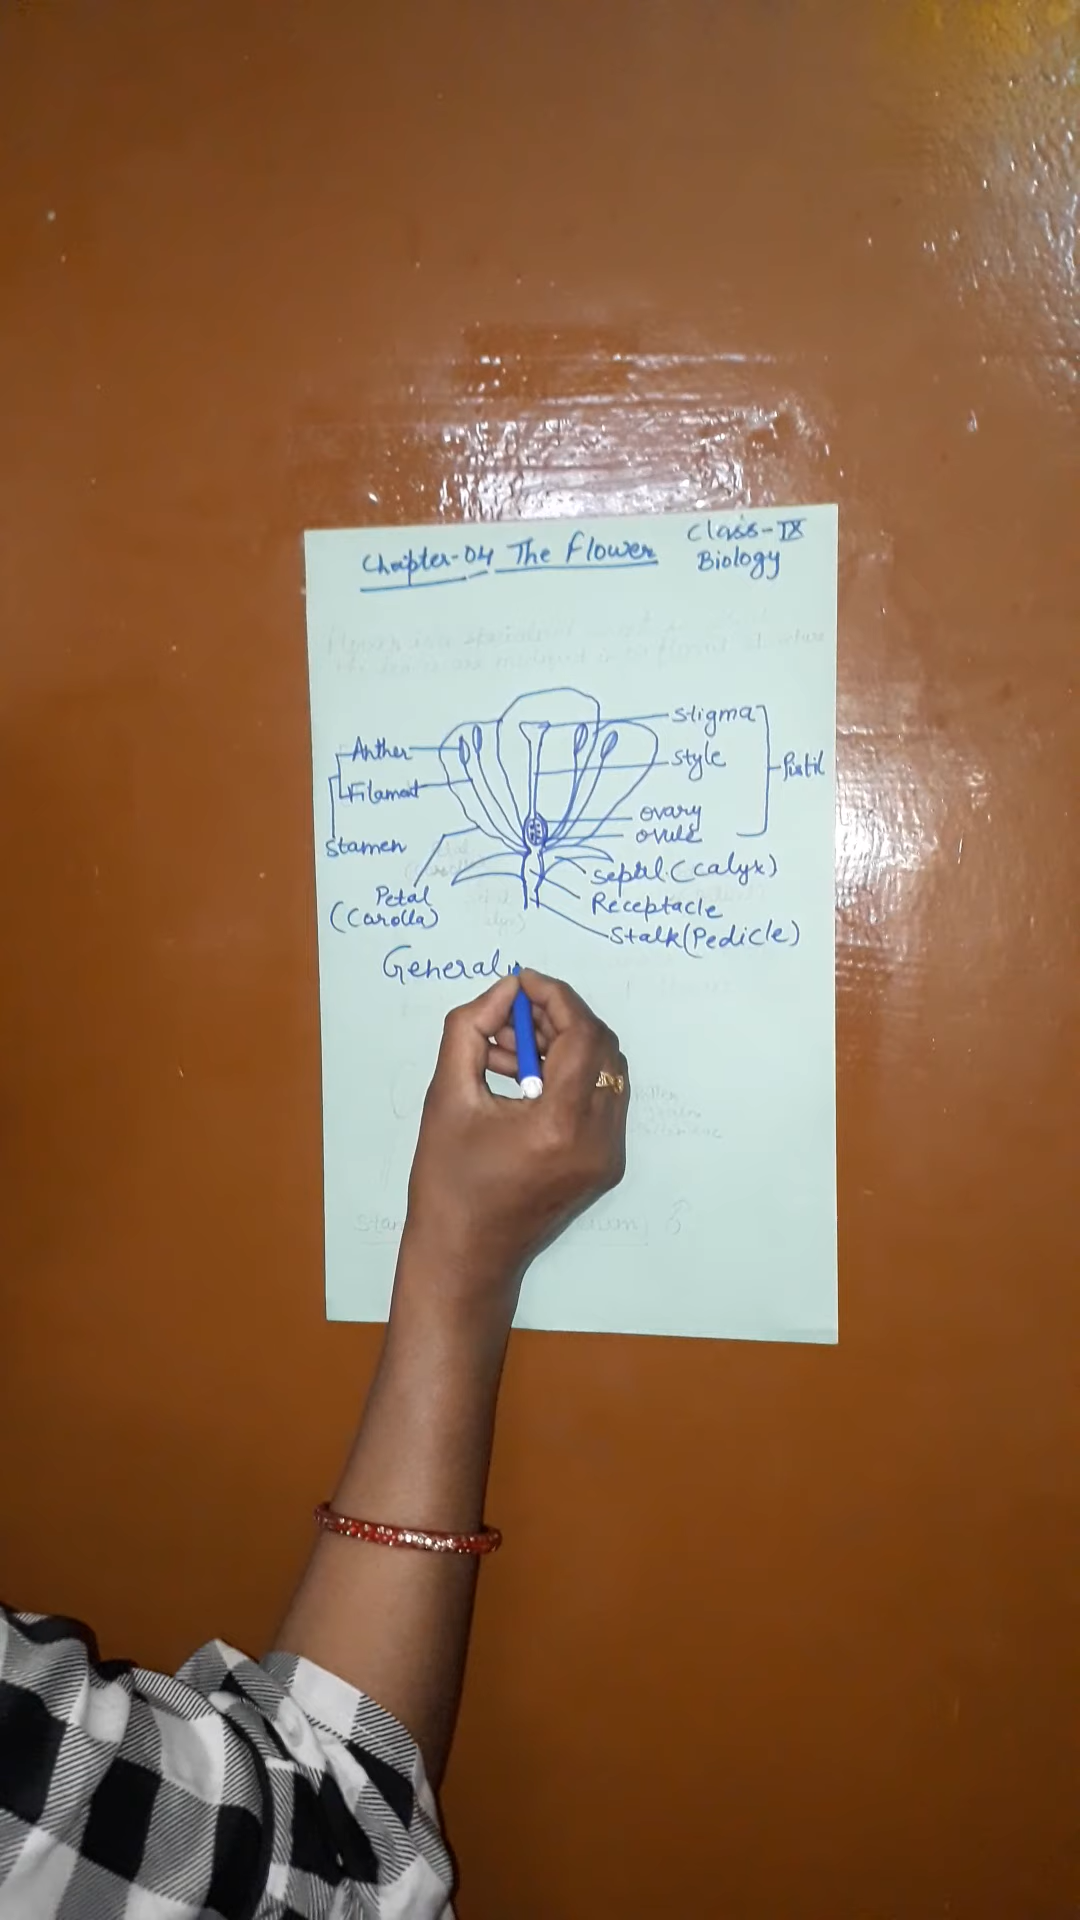 Chapter-04 The Flower
Class-IX
Biology
Anther
Filament
Stamen
Petal
(Carolla)
Stigma
Style
Pistil
ovary
ovule
Septal (Calyx)
Receptacle
Stalk (Pedicle)
General